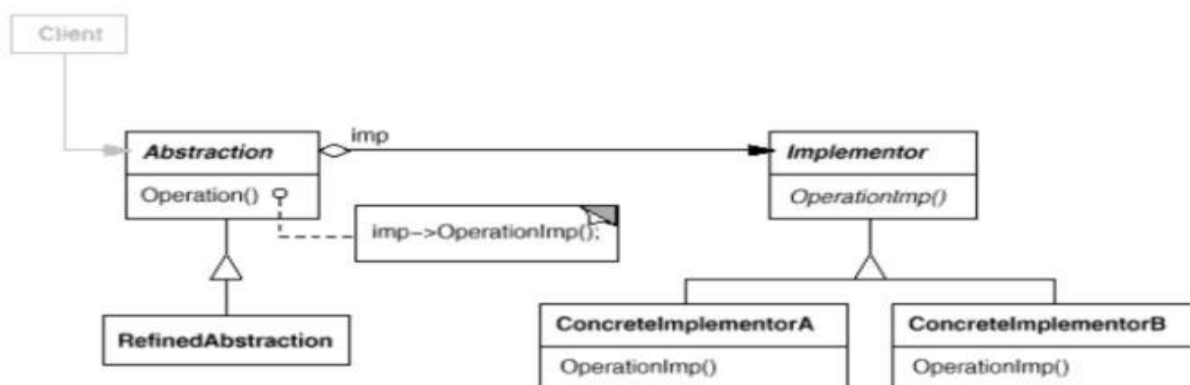 Client
imp
Abstraction
Implementor
Operation()
OperationImp()
imp->OperationImp();
RefinedAbstraction
ConcreteImplementorA
ConcreteImplementorB
OperationImp()
OperationImp()